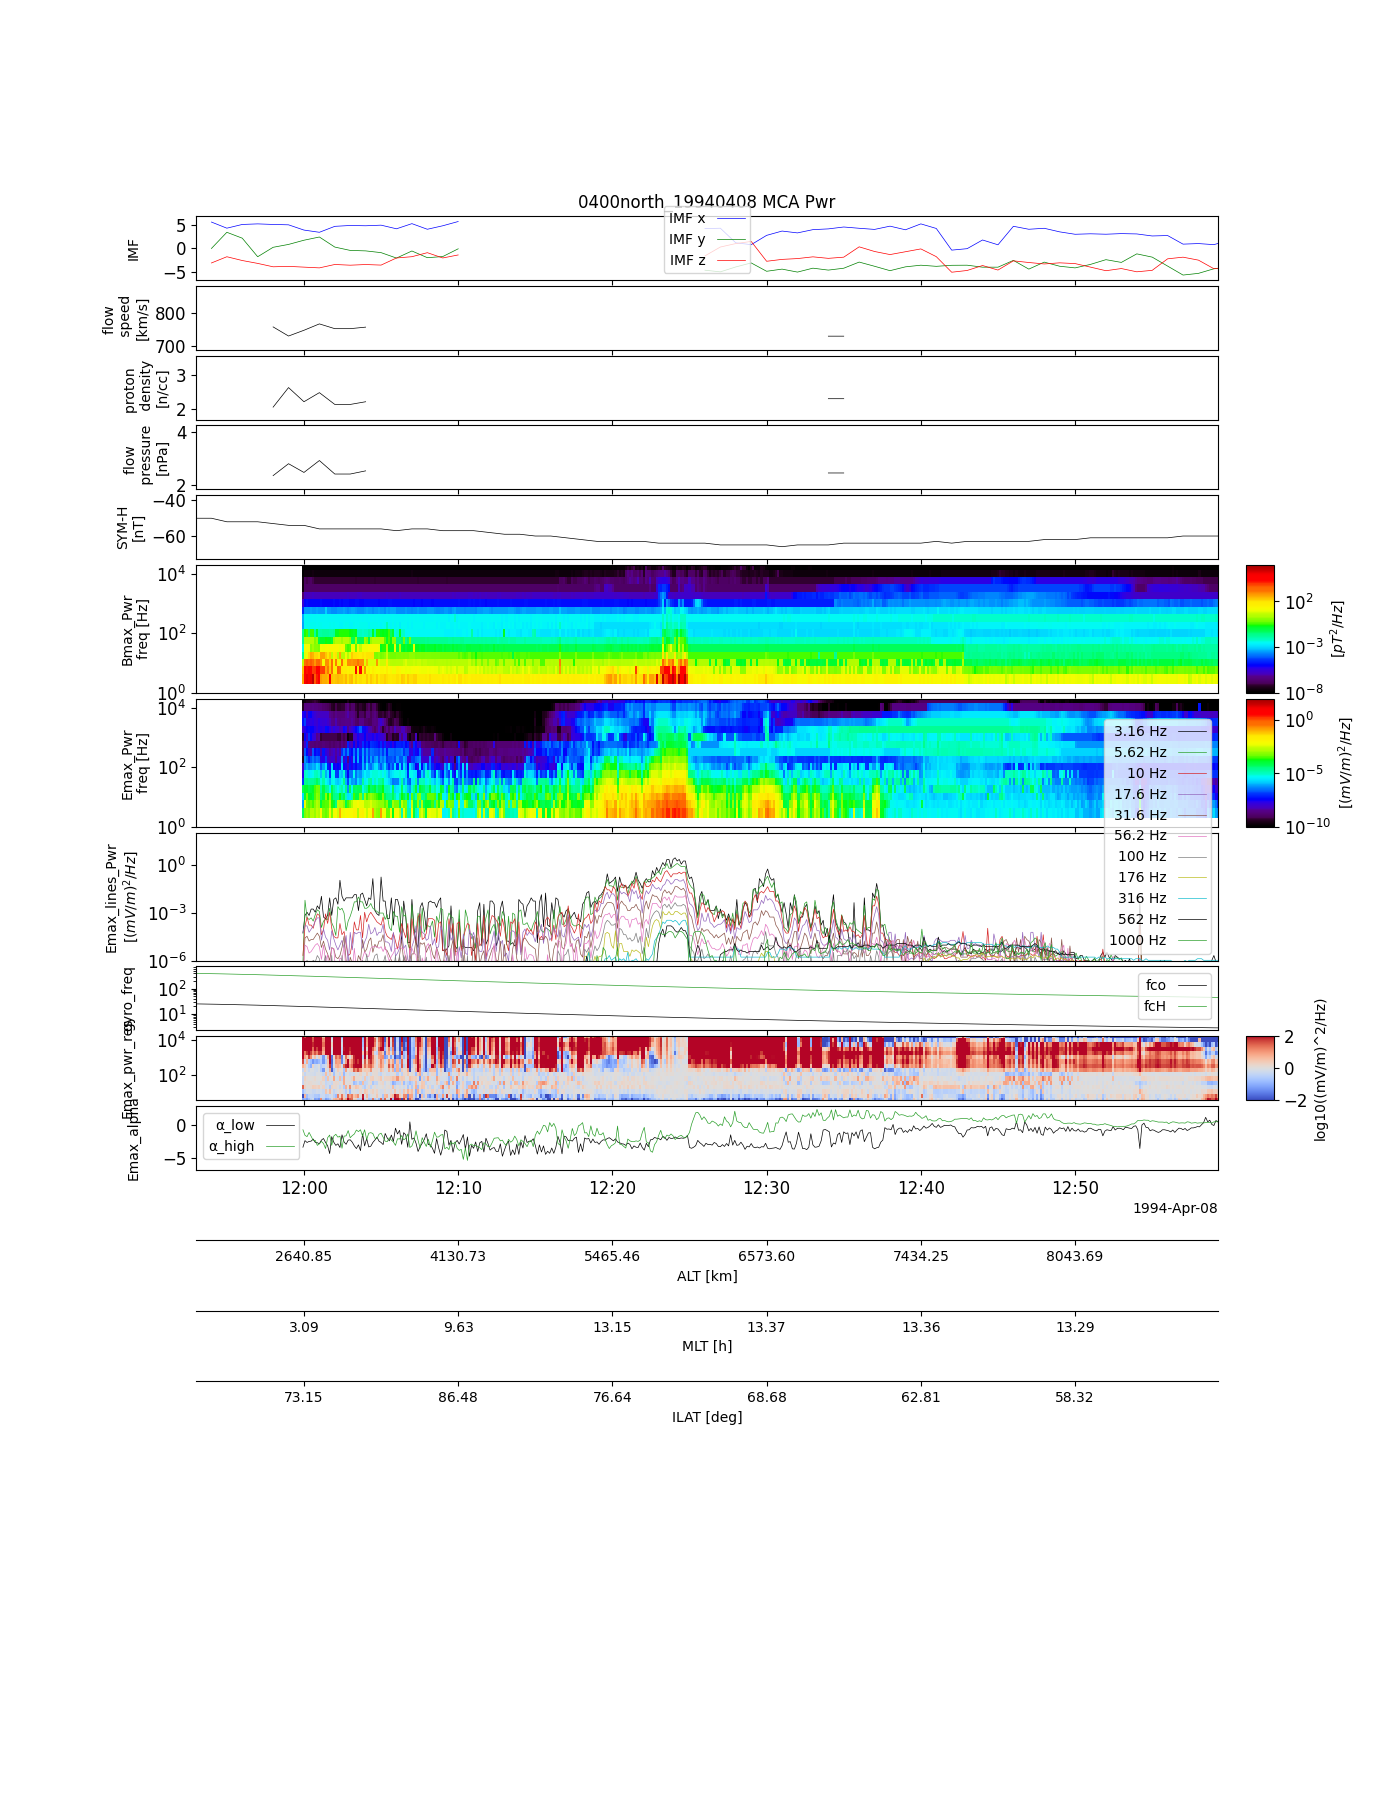 0400north_19940408 MCA Pwr
IMF
5
0
−5
IMF x
IMF y
IMF z
flow
speed
[km/s]
800
700
proton
density
[n/cc]
3
2
flow
pressure
[nPa]
4
2
SYM-H
[nT]
−40
−60
Bmax_Pwr
freq [Hz]
10^4
10^2
10^0
10^2
10^−3
10^−8
[pT^2/Hz]
Emax_Pwr
freq [Hz]
10^4
10^2
10^0
10^0
10^−5
10^−10
[(mV/m)^2/Hz]
3.16 Hz
5.62 Hz
10 Hz
17.6 Hz
31.6 Hz
56.2 Hz
100 Hz
176 Hz
316 Hz
562 Hz
1000 Hz
Emax_lines_Pwr
[(mV/m)^2/Hz]
10^0
10^−3
10^−6
gyro_freq
10^2
10^1
fco
fcH
Emax_pwr_reg
10^4
10^2
2
0
−2
log10((mV/m)^2/Hz)
Emax_alpha
0
−5
α_low
α_high
12:00 12:10 12:20 12:30 12:40 12:50
1994-Apr-08
2640.85 4130.73 5465.46 6573.60 7434.25 8043.69
ALT [km]
3.09 9.63 13.15 13.37 13.36 13.29
MLT [h]
73.15 86.48 76.64 68.68 62.81 58.32
ILAT [deg]